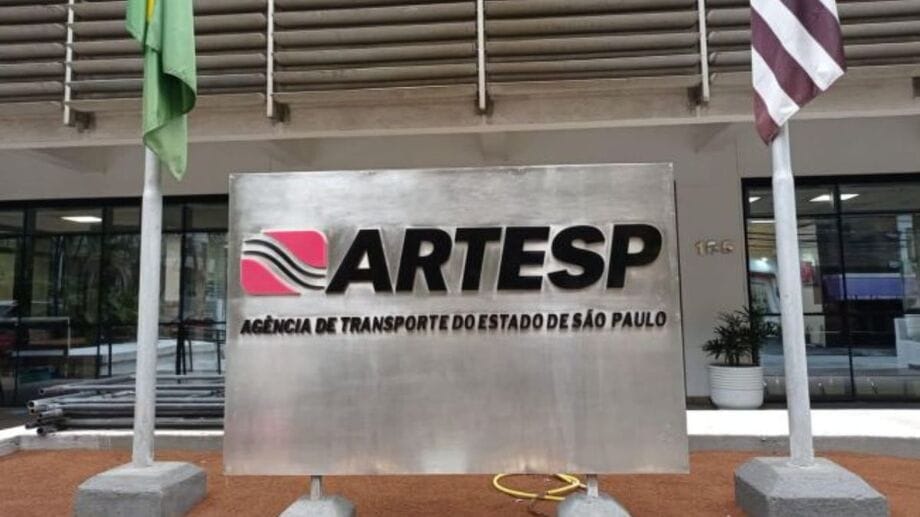 ARTESP
AGÊNCIA DE TRANSPORTE DO ESTADO DE SÃO PAULO